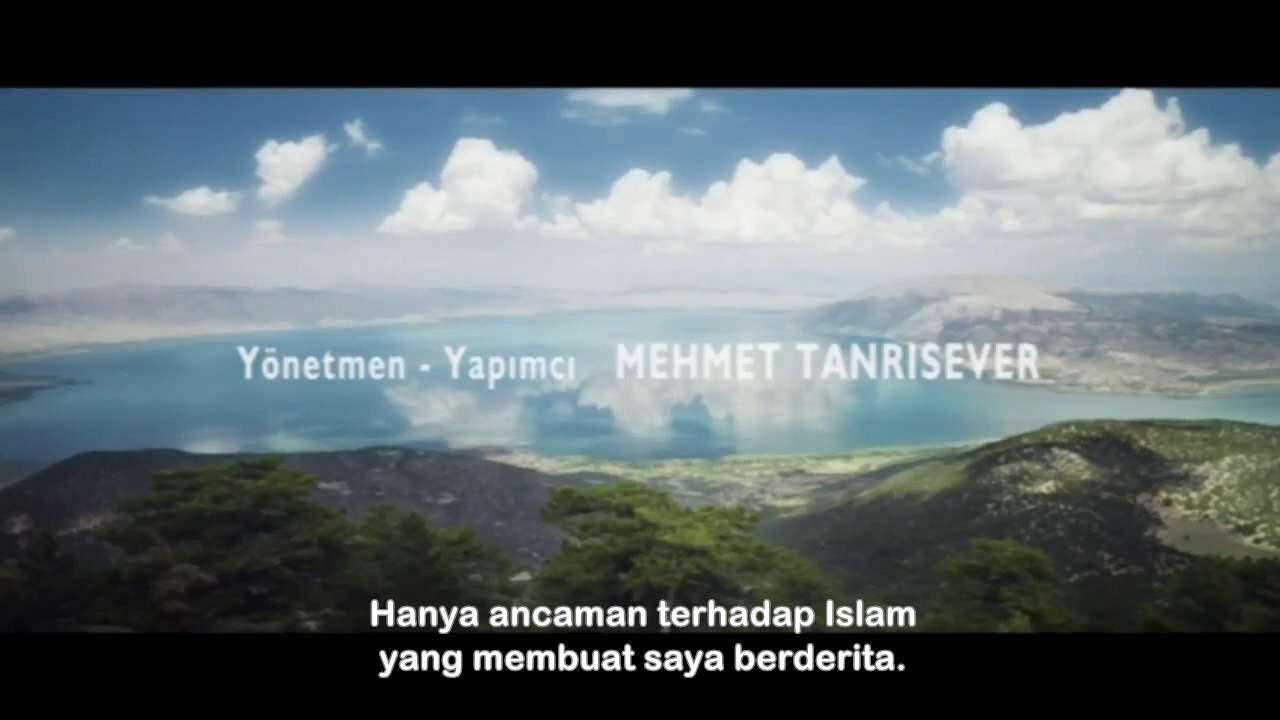 Yönetmen - Yapımcı MEHMET TANRISEVER
Hanya ancaman terhadap Islam
yang membuat saya berderita.